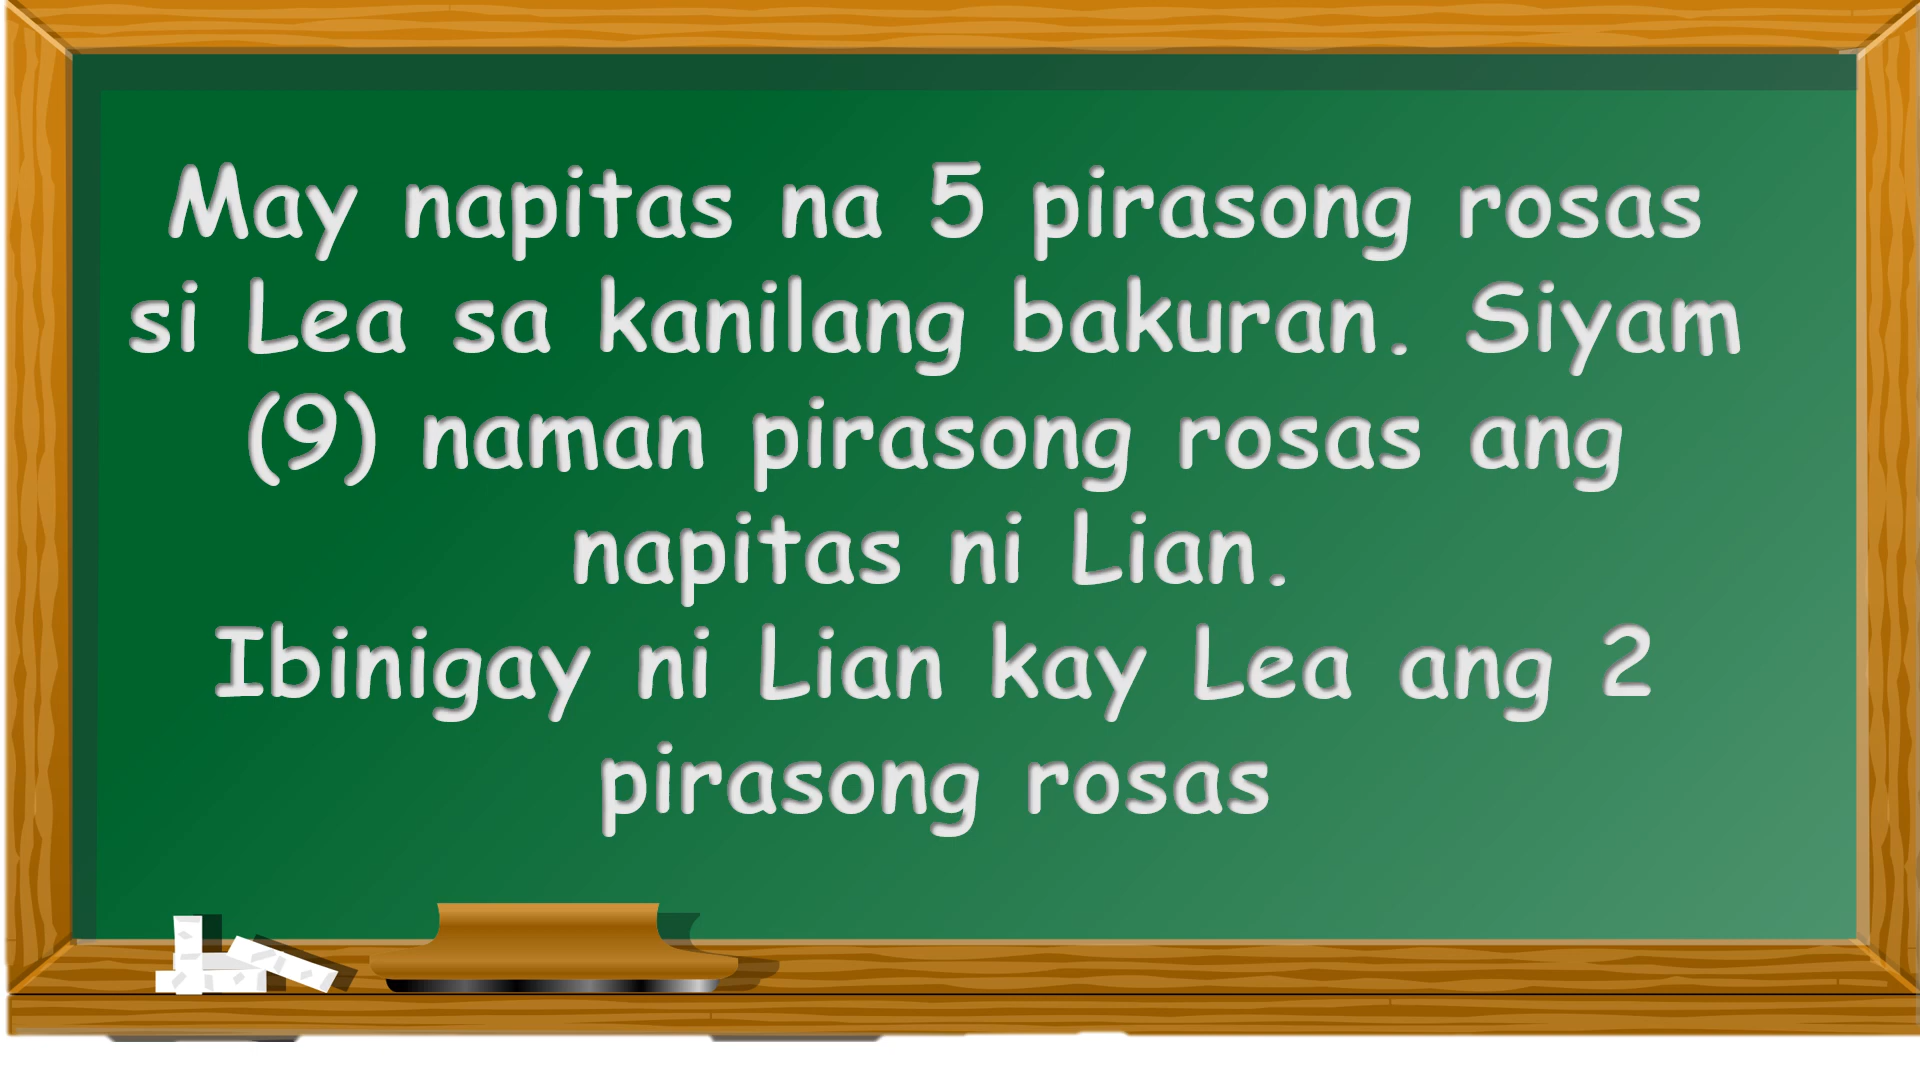 May napitas na 5 pirasong rosas
si Lea sa kanilang bakuran. Siyam
(9) naman pirasong rosas ang
napitas ni Lian.
Ibinigay ni Lian kay Lea ang 2
pirasong rosas